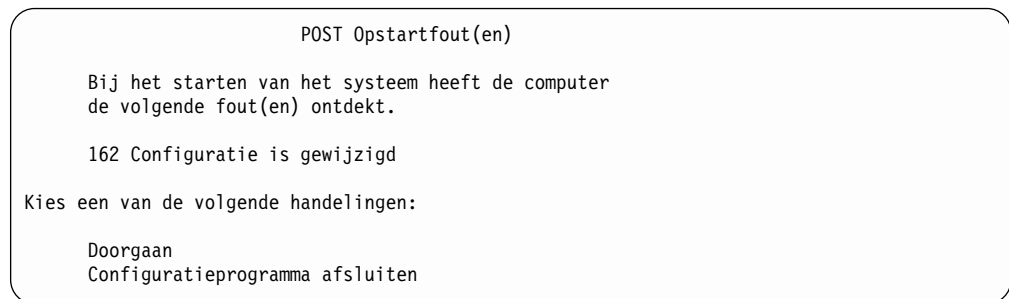 POST Opstartfout(en)
Bij het starten van het systeem heeft de computer
de volgende fout(en) ontdekt.
162 Configuratie is gewijzigd
Kies een van de volgende handelingen:
Doorgaan
Configuratieprogramma afsluiten